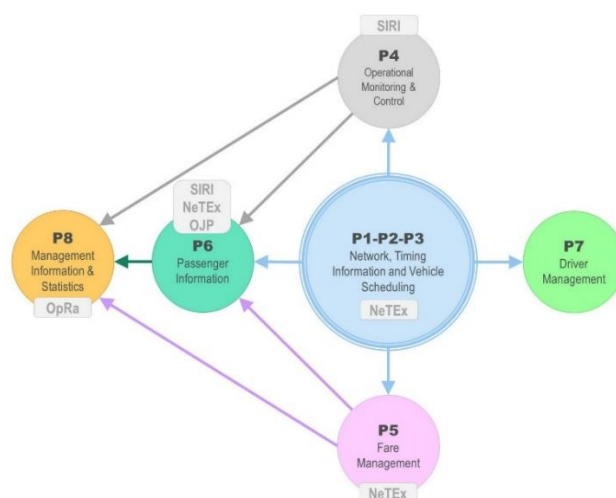 SIRI
P4
Operational
Monitoring &
Control
SIRI
NeTEx
OJP
P6
Passenger
Information
P8
Management
Information &
Statistics
OpRa
P1-P2-P3
Network, Timing
Information and Vehicle
Scheduling
NeTEx
P7
Driver
Management
P5
Fare
Management
NeTEx